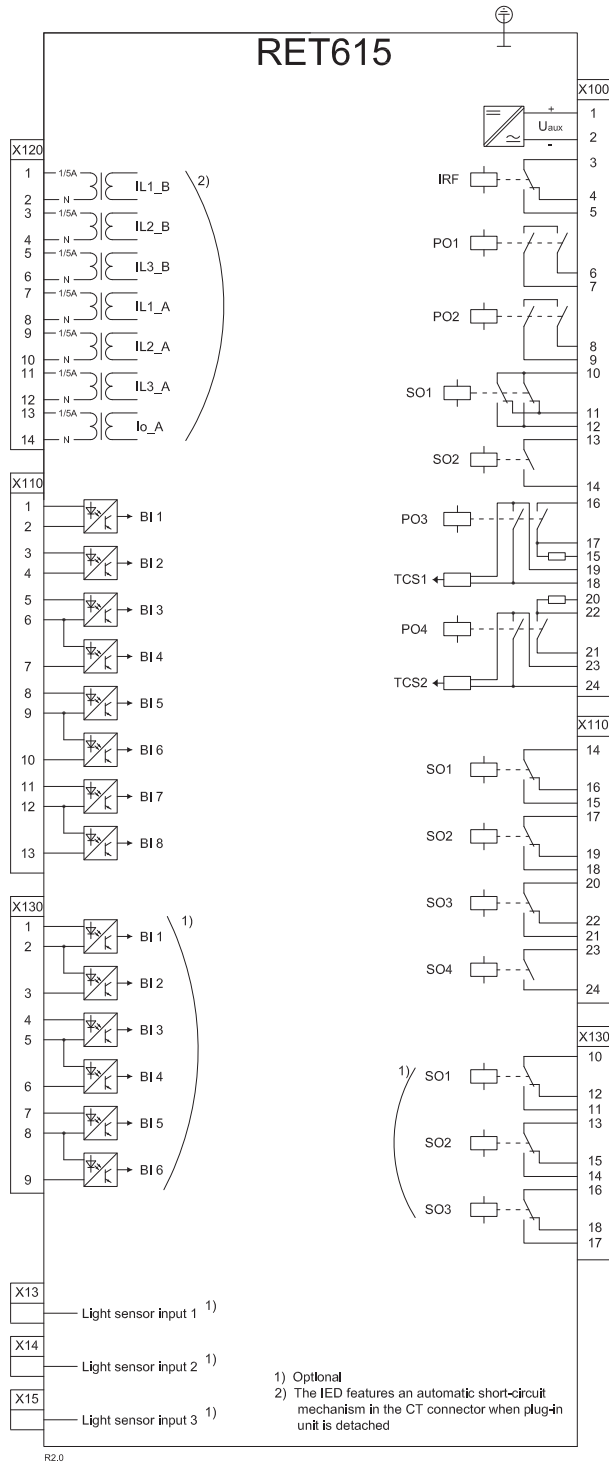 RET615
X100
+
1
Uaux
2
-
IRF
3
4
5
PO1
6
7
PO2
8
9
SO1
10
11
12
SO2
13
14
PO3
16
17
15
19
TCS1
18
20
22
PO4
21
23
TCS2
24
X110
14
SO1
16
15
17
SO2
19
18
20
SO3
22
21
23
SO4
24
X130
1)
10
SO1
12
11
13
SO2
15
14
16
SO3
18
17
X120
2)
1 1/5A
IL1_B
2 N
3 1/5A
IL2_B
4 N
5 1/5A
IL3_B
6 N
7 1/5A
IL1_A
8 N
9 1/5A
IL2_A
10 N
11 1/5A
IL3_A
12 N
13 1/5A
Io_A
14 N
X110
1
BI 1
2
3
BI 2
4
5
BI 3
6
BI 4
7
8
BI 5
9
BI 6
10
11
BI 7
12
BI 8
13
X130
1)
1
BI 1
2
BI 2
3
4
BI 3
5
BI 4
6
7
BI 5
8
BI 6
9
X13
Light sensor input 1 1)
X14
Light sensor input 2 1)
X15
Light sensor input 3 1)
1) Optional
2) The IED features an automatic short-circuit
mechanism in the CT connector when plug-in
unit is detached
R2.0